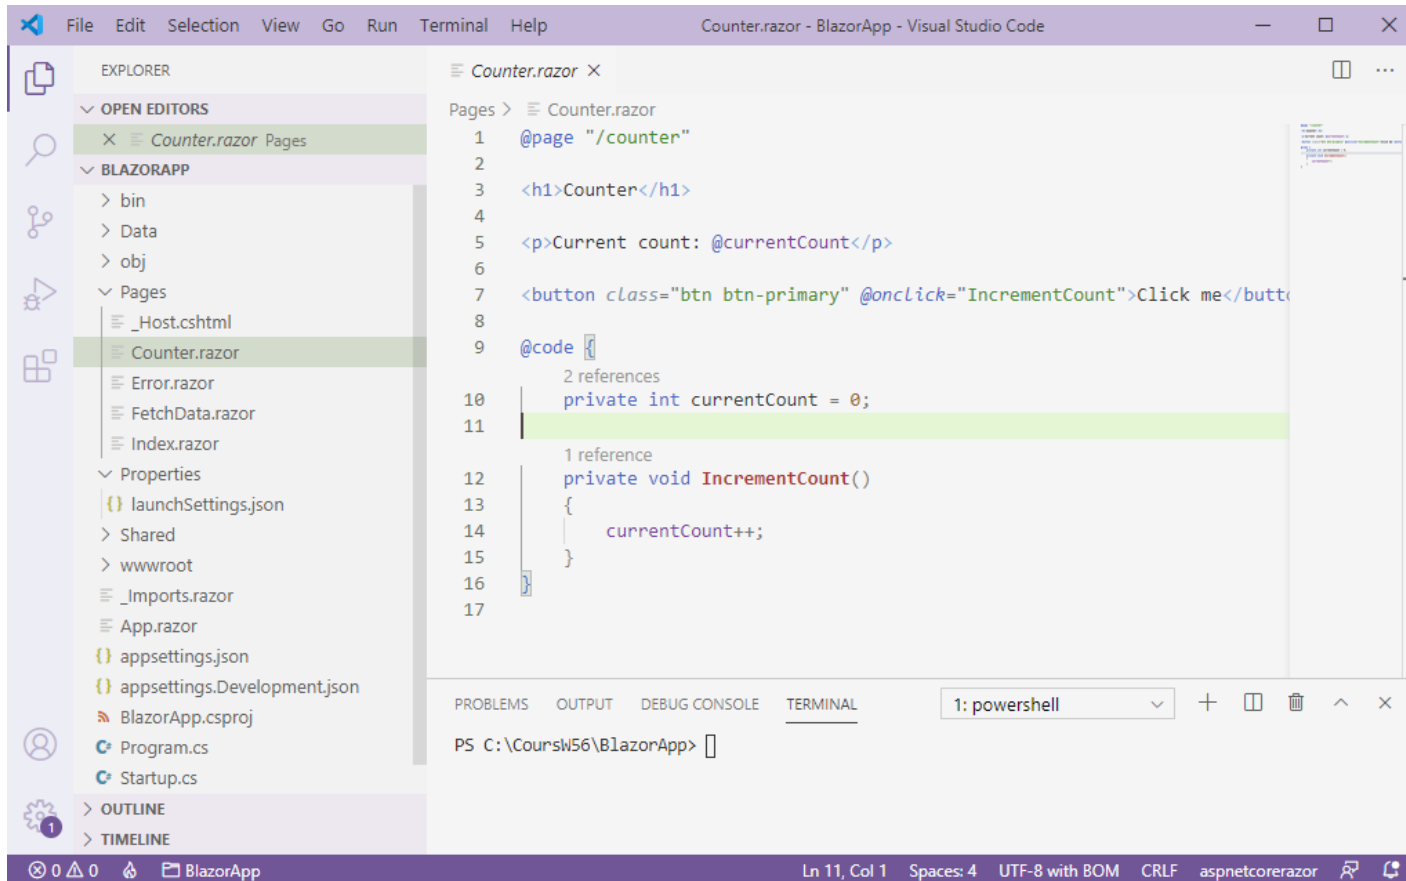 File Edit Selection View Go Run Terminal Help Counter.razor - BlazorApp - Visual Studio Code
EXPLORER
OPEN EDITORS
Counter.razor Pages
BLAZORAPP
bin
Data
obj
Pages
_Host.cshtml
Counter.razor
Error.razor
FetchData.razor
Index.razor
Properties
{} launchSettings.json
Shared
wwwroot
_Imports.razor
App.razor
{} appsettings.json
{} appsettings.Development.json
BlazorApp.csproj
C# Program.cs
C# Startup.cs
OUTLINE
TIMELINE
1
Counter.razor
Pages > Counter.razor
1 @page "/counter"
2
3 <h1>Counter</h1>
4
5 <p>Current count: @currentCount</p>
6
7 <button class="btn btn-primary" @onclick="IncrementCount">Click me</butt
8
9 @code {
2 references
10 private int currentCount = 0;
11
1 reference
12 private void IncrementCount()
13 {
14 currentCount++;
15 }
16 }
17
PROBLEMS OUTPUT DEBUG CONSOLE TERMINAL 1: powershell
PS C:\CoursW56\BlazorApp>
0 0 BlazorApp Ln 11, Col 1 Spaces: 4 UTF-8 with BOM CRLF aspnetcorerazor